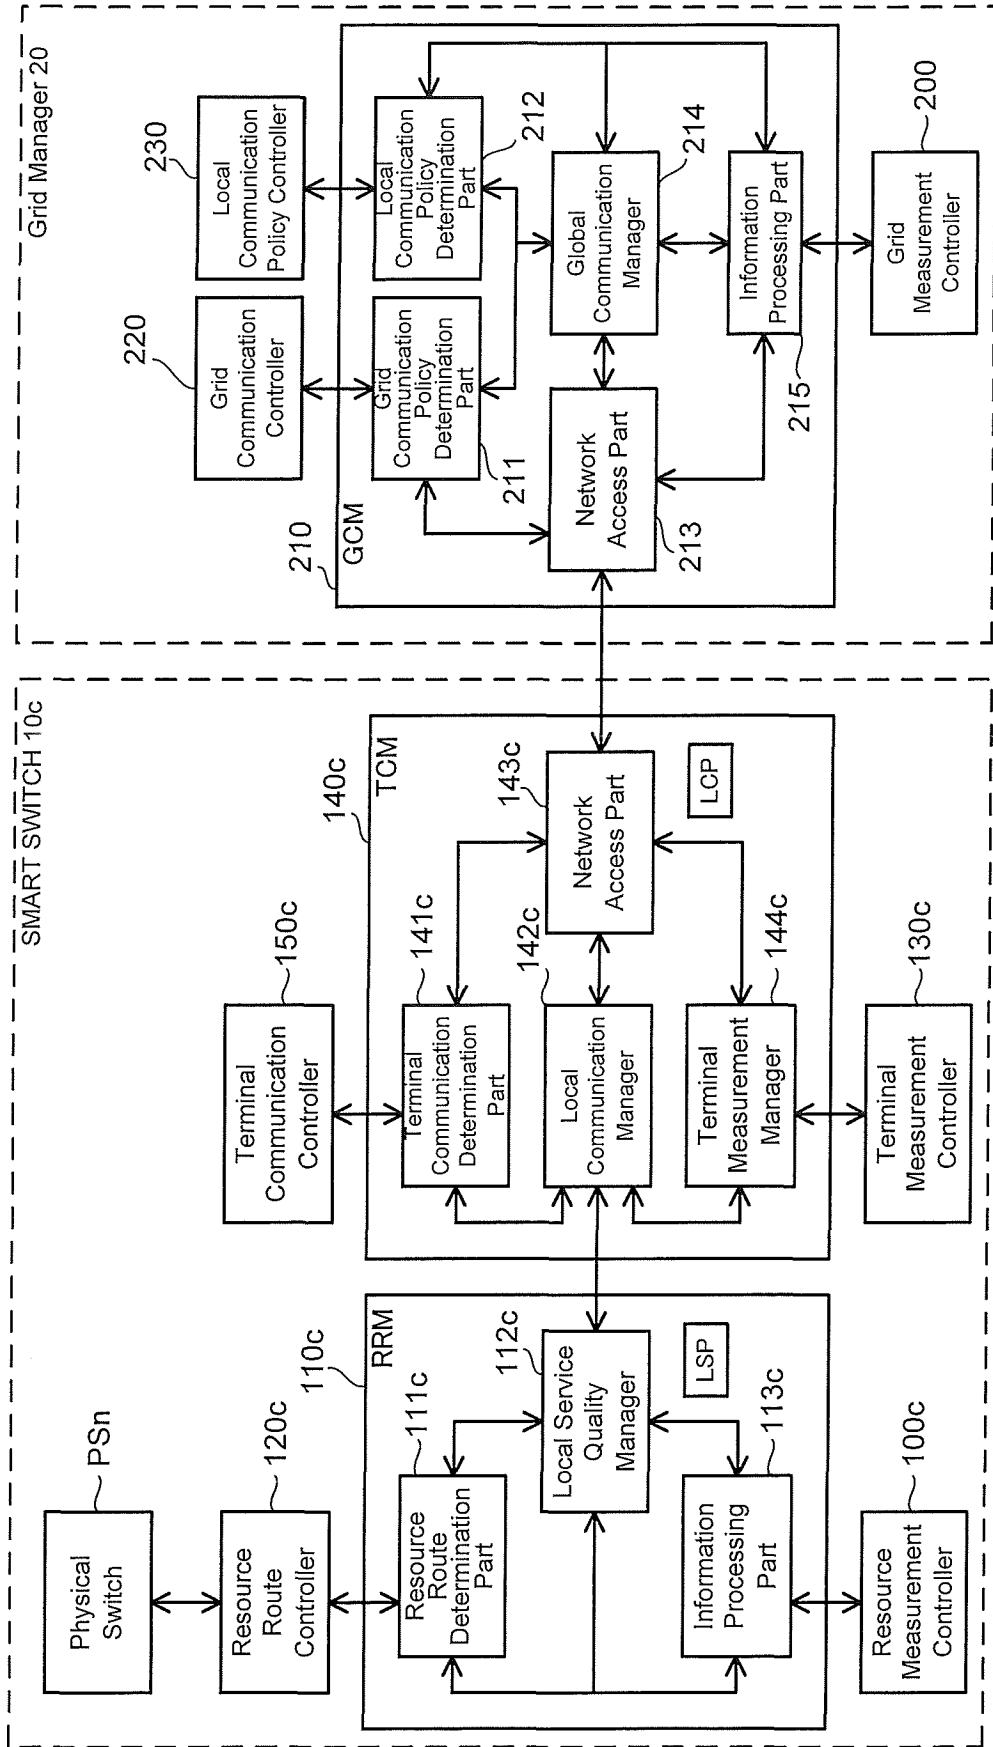 SMART SWITCH 10c
Physical
Switch
PSn
Resource
Route
Controller
120c
110c
RRM
Resource
Route
Determination
Part
111c
Local Service
Quality
Manager
112c
LSP
Information
Processing
Part
113c
Resource
Measurement
Controller
100c
Terminal
Communication
Controller
150c
140c
TCM
Terminal
Communication
Determination
Part
141c
Local
Communication
Manager
142c
Network
Access Part
143c
LCP
Terminal
Measurement
Manager
144c
Terminal
Measurement
Controller
130c
Grid Manager 20
Grid
Communication
Controller
220
Local
Communication
Policy Controller
230
210
GCM
Grid
Communication
Policy
Determination
Part
211
Local
Communication
Policy
Determination
Part
212
Network
Access Part
213
Global
Communication
Manager
214
Information
Processing Part
215
Grid
Measurement
Controller
200